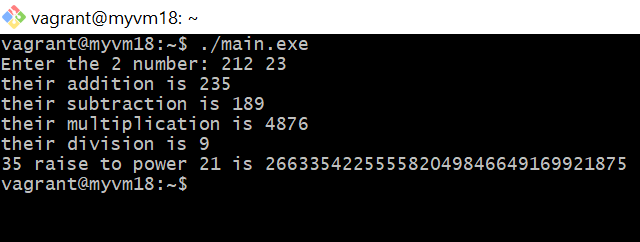 vagrant@myvm18: ~
vagrant@myvm18:~$ ./main.exe
Enter the 2 number: 212 23
their addition is 235
their subtraction is 189
their multiplication is 4876
their division is 9
35 raise to power 21 is 266335422555582049846649169921875
vagrant@myvm18:~$